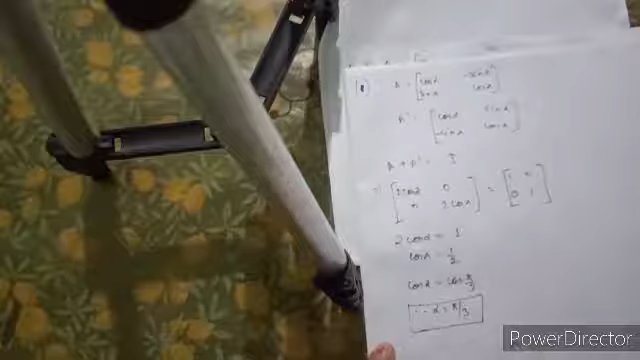 A = [cosα -sinα
sinα cosα]
A' = [cosα sinα
-sinα cosα]
A + A' = I
⇒ [2cosα 0
0 2cosα] = [1 0
0 1]
2cosα = 1
cosα = 1/2
cosα = cos π/3
∴ α = π/3
PowerDirector